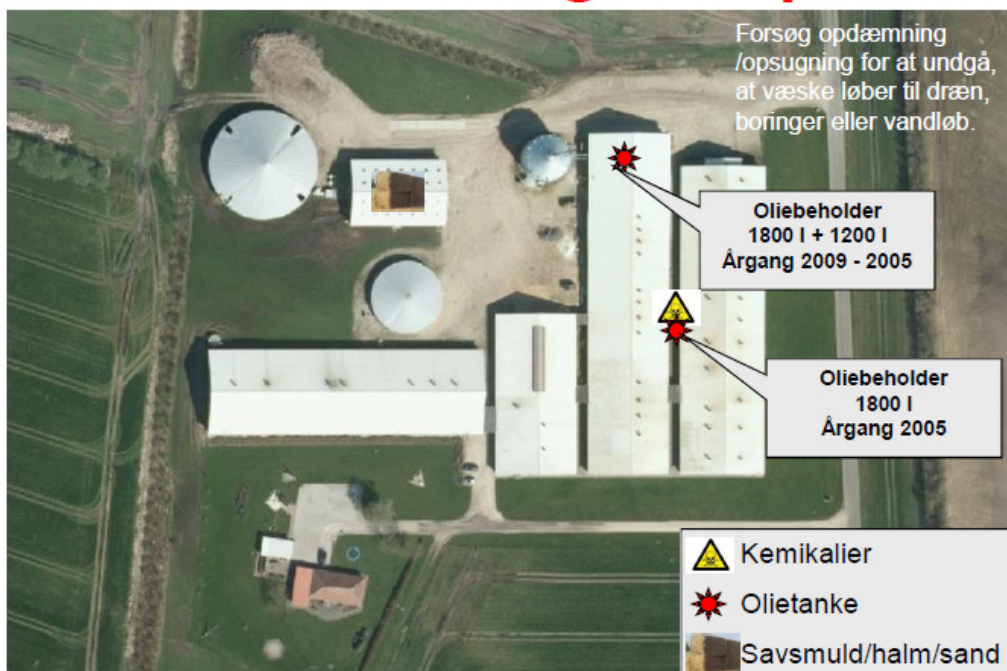 Forsøg opdæmning
/opsugning for at undgå,
at væske løber til dræn,
boringer eller vandløb.
Oliebeholder
1800 l + 1200 l
Årgang 2009 - 2005
Oliebeholder
1800 l
Årgang 2005
Kemikalier
Olietanke
Savsmuld/halm/sand